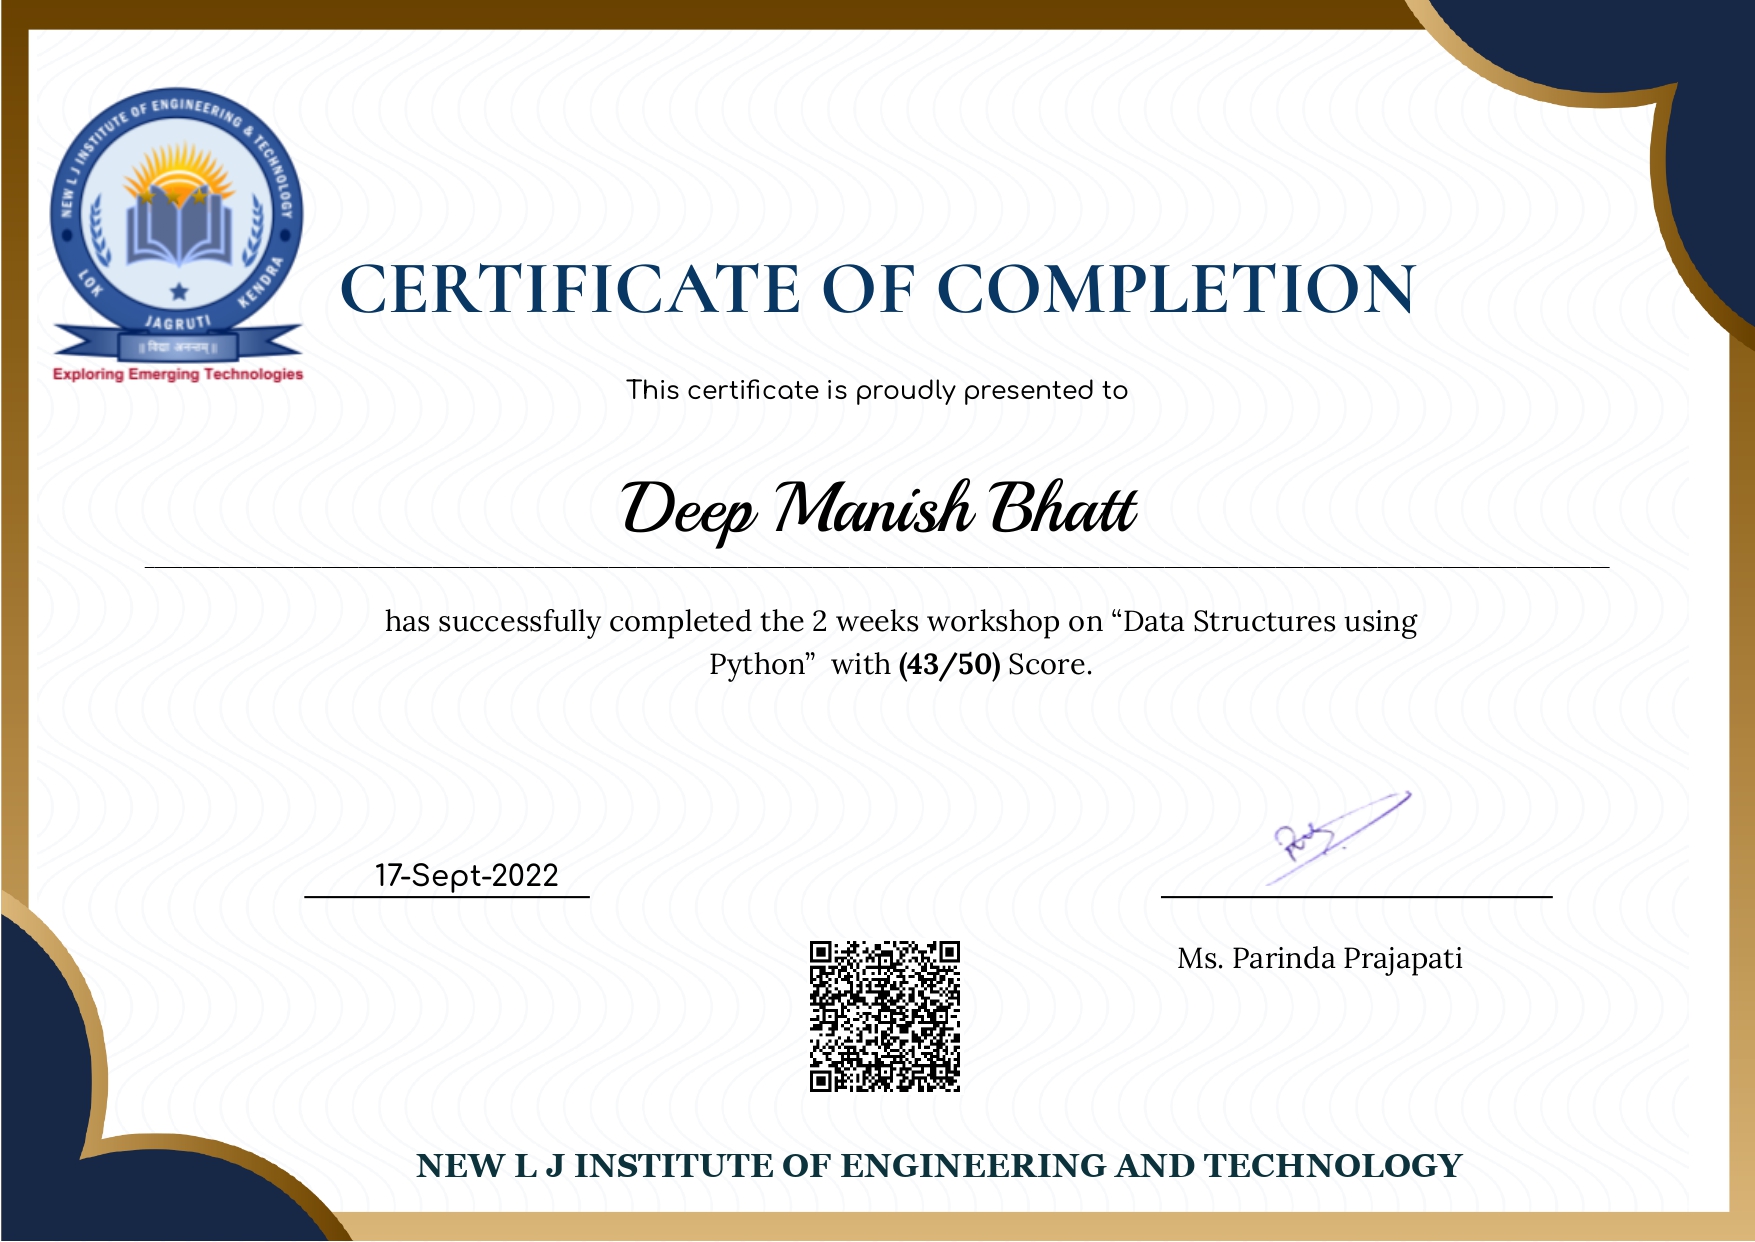 NEW L J INSTITUTE OF ENGINEERING & TECHNOLOGY
LOK JAGRUTI KENDRA
॥ विद्या अनन्तम् ॥
Exploring Emerging Technologies
CERTIFICATE OF COMPLETION
This certificate is proudly presented to
Deep Manish Bhatt
has successfully completed the 2 weeks workshop on “Data Structures using
Python” with (43/50) Score.
17-Sept-2022
Ms. Parinda Prajapati
NEW L J INSTITUTE OF ENGINEERING AND TECHNOLOGY